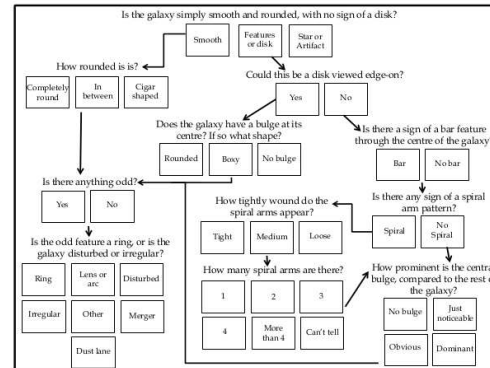 Is the galaxy simply smooth and rounded, with no sign of a disk?
Smooth
Features
or disk
Star or
Artifact
How rounded is is?
Completely
round
In
between
Cigar
shaped
Could this be a disk viewed edge-on?
Yes
No
Does the galaxy have a bulge at its
centre? If so what shape?
Rounded
Boxy
No bulge
Is there a sign of a bar feature
through the centre of the galaxy
Bar
No bar
Is there anything odd?
Yes
No
Is there any sign of a spiral
arm pattern?
Spiral
No
Spiral
How tightly wound do the
spiral arms appear?
Tight
Medium
Loose
Is the odd feature a ring, or is the
galaxy disturbed or irregular?
Ring
Lens or
arc
Disturbed
Irregular
Other
Merger
Dust lane
How many spiral arms are there?
1
2
3
4
More
than 4
Can't tell
How prominent is the centra
bulge, compared to the rest o
the galaxy?
No bulge
Just
noticeable
Obvious
Dominant